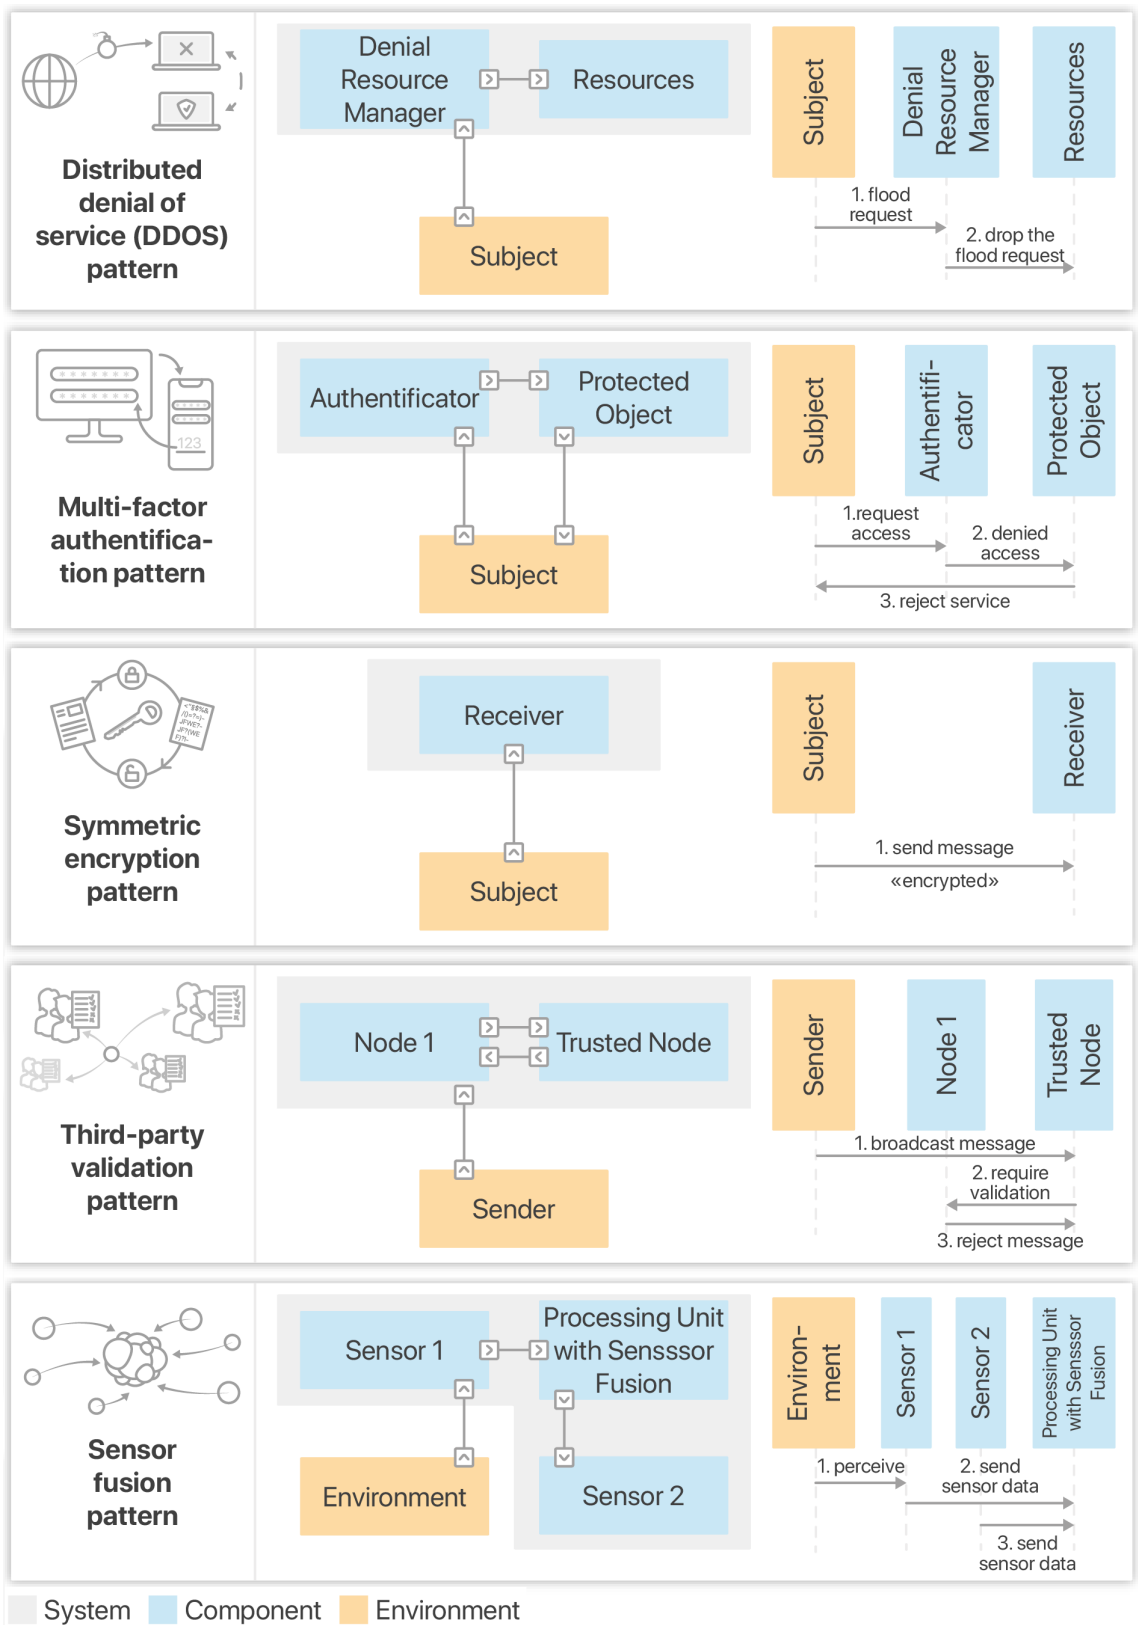 Distributed
denial of
service (DDOS)
pattern
Denial
Resource
Manager
Resources
Subject
Subject
Denial
Resource
Manager
Resources
1. flood
request
2. drop the
flood request
123
Multi-factor
authentifica-
tion pattern
Authentificator
Protected
Object
Subject
Subject
Authentifi-
cator
Protected
Object
1.request
access
2. denied
access
3. reject service
Symmetric
encryption
pattern
Receiver
Subject
Subject
Receiver
1. send message
«encrypted»
Third-party
validation
pattern
Node 1
Trusted Node
Sender
Sender
Node 1
Trusted
Node
1. broadcast message
2. require
validation
3. reject message
Sensor
fusion
pattern
Sensor 1
Processing Unit
with Senssssor
Fusion
Environment
Sensor 2
Environ-
ment
Sensor 1
Sensor 2
Processing Unit
with Senssssor
Fusion
1. perceive
2. send
sensor data
3. send
sensor data
System
Component
Environment